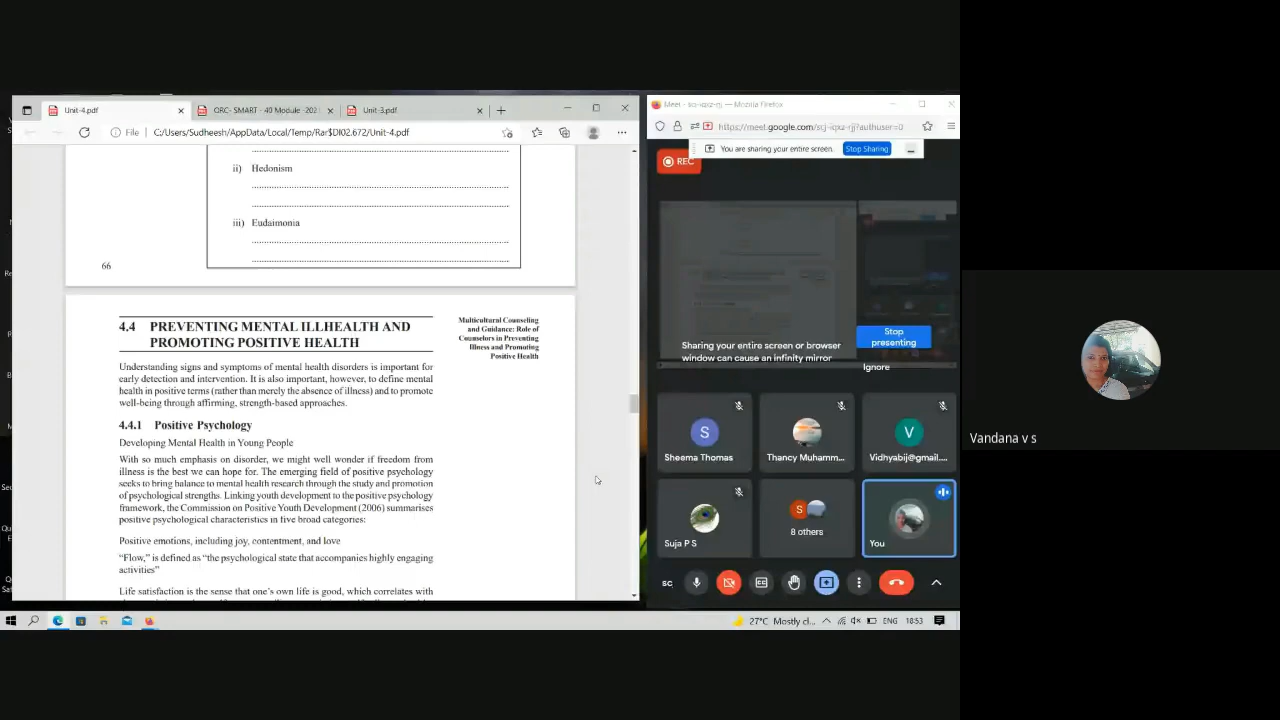 Unit-4.pdf
QRC- SMART - 40 Module -2021
Unit-3.pdf
File
C:/Users/Sudheesh/AppData/Local/Temp/Rar$DI02.672/Unit-4.pdf
ii) Hedonism
iii) Eudaimonia
66
4.4 PREVENTING MENTAL ILLHEALTH AND
PROMOTING POSITIVE HEALTH
Multicultural Counseling
and Guidance: Role of
Counselors in Preventing
Illness and Promoting
Positive Health
Understanding signs and symptoms of mental health disorders is important for
early detection and intervention. It is also important, however, to define mental
health in positive terms (rather than merely the absence of illness) and to promote
well-being through affirming, strength-based approaches.
4.4.1 Positive Psychology
Developing Mental Health in Young People
With so much emphasis on disorder, we might well wonder if freedom from
illness is the best we can hope for. The emerging field of positive psychology
seeks to bring balance to mental health research through the study and promotion
of psychological strengths. Linking youth development to the positive psychology
framework, the Commission on Positive Youth Development (2006) summarises
positive psychological characteristics in five broad categories:
Positive emotions, including joy, contentment, and love
“Flow,” is defined as “the psychological state that accompanies highly engaging
activities”
Life satisfaction is the sense that one’s own life is good, which correlates with
Mozilla Firefox
You are sharing your entire screen.
Stop Sharing
REC
Sharing your entire screen or browser
window can cause an infinity mirror
Stop
presenting
Ignore
S
Sheema Thomas
Thancy Muhamm...
V
Vidhyabij@gmail....
Suja P S
S
8 others
You
sc
27°C Mostly cl...
ENG
18:53
Vandana v s